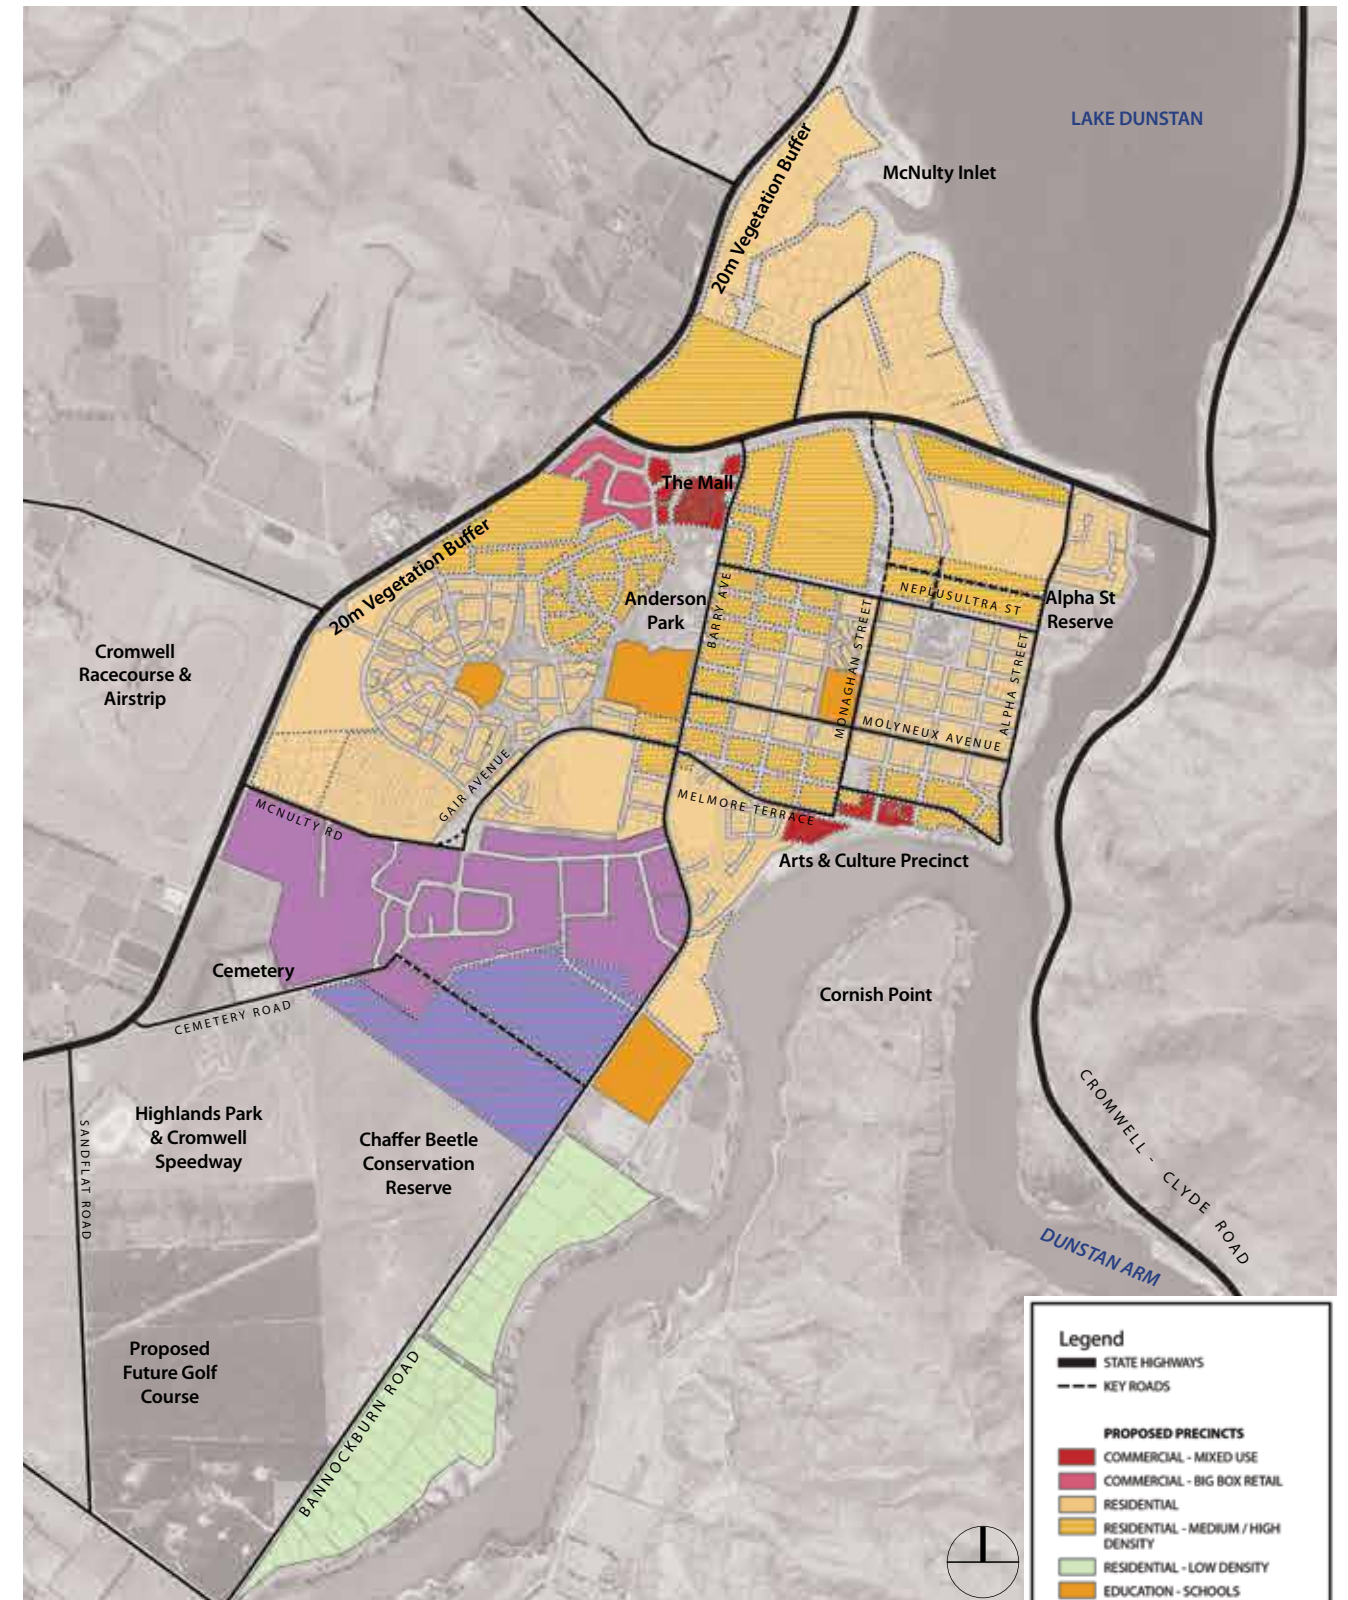 LAKE DUNSTAN
McNulty Inlet
20m Vegetation Buffer
The Mall
20m Vegetation Buffer
Anderson
Park
BARRY AVE
NEPLUSULTRA ST
Alpha St
Reserve
MONAGHAN STREET
ALPHA STREET
Cromwell
Racecourse &
Airstrip
MOLYNEUX AVENUE
GAIR AVENUE
MCNULTY RD
MELMORE TERRACE
Arts & Culture Precinct
Cemetery
CEMETERY ROAD
Cornish Point
CROMWELL - CLYDE ROAD
Highlands Park
& Cromwell
Speedway
SANDFLAT ROAD
Chaffer Beetle
Conservation
Reserve
DUNSTAN ARM
Proposed
Future Golf
Course
BANNOCKBURN ROAD
Legend
STATE HIGHWAYS
KEY ROADS
PROPOSED PRECINCTS
COMMERCIAL - MIXED USE
COMMERCIAL - BIG BOX RETAIL
RESIDENTIAL
RESIDENTIAL - MEDIUM / HIGH
DENSITY
RESIDENTIAL - LOW DENSITY
EDUCATION - SCHOOLS